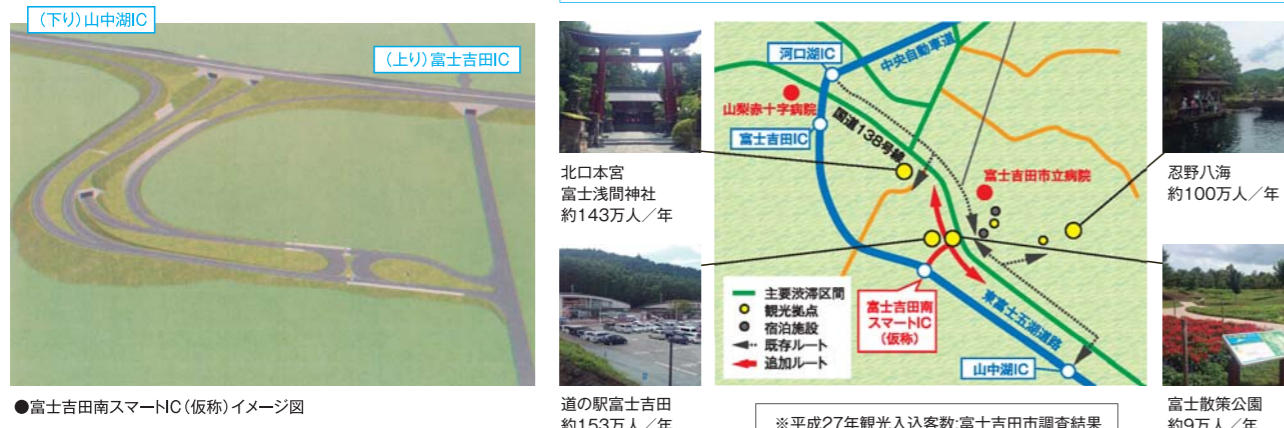 (下り)山中湖IC
(上り)富士吉田IC
●富士吉田南スマートIC(仮称)イメージ図
北口本宮
富士浅間神社
約143万人/年
道の駅富士吉田
約153万人/年
河口湖IC
中央自動車道
山梨赤十字病院
国道138号線
富士吉田IC
富士吉田市立病院
主要渋滞区間
観光拠点
宿泊施設
既存ルート
追加ルート
富士吉田南
スマートIC
(仮称)
東富士五湖道路
山中湖IC
※平成27年観光入込客数:富士吉田市調査結果
忍野八海
約100万人/年
富士散策公園
約9万人/年